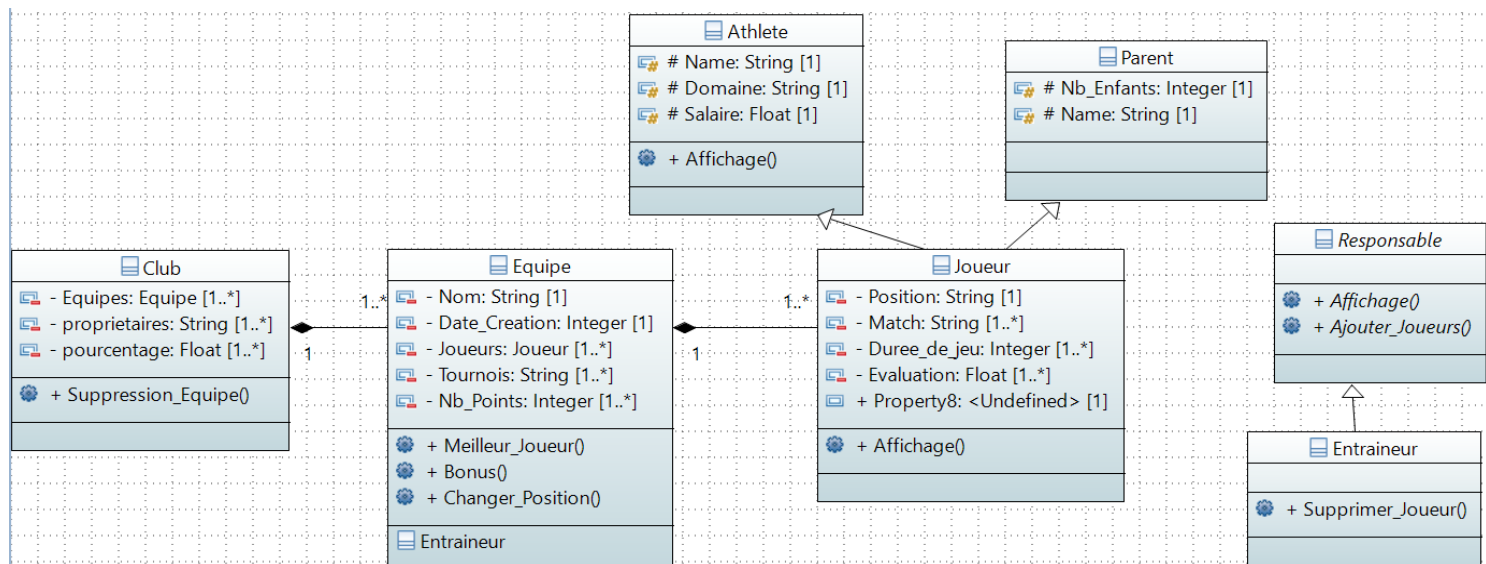 Athlete
# Name: String [1]
# Domaine: String [1]
# Salaire: Float [1]
+ Affichage()
Parent
# Nb_Enfants: Integer [1]
# Name: String [1]
Club
- Equipes: Equipe [1..*]
- proprietaires: String [1..*]
- pourcentage: Float [1..*]
+ Suppression_Equipe()
1..*
1
Equipe
- Nom: String [1]
- Date_Creation: Integer [1]
- Joueurs: Joueur [1..*]
- Tournois: String [1..*]
- Nb_Points: Integer [1..*]
+ Meilleur_Joueur()
+ Bonus()
+ Changer_Position()
Entraineur
1..*
1
Joueur
- Position: String [1]
- Match: String [1..*]
- Duree_de_jeu: Integer [1..*]
- Evaluation: Float [1..*]
+ Property8: <Undefined> [1]
+ Affichage()
Responsable
+ Affichage()
+ Ajouter_Joueurs()
Entraineur
+ Supprimer_Joueur()